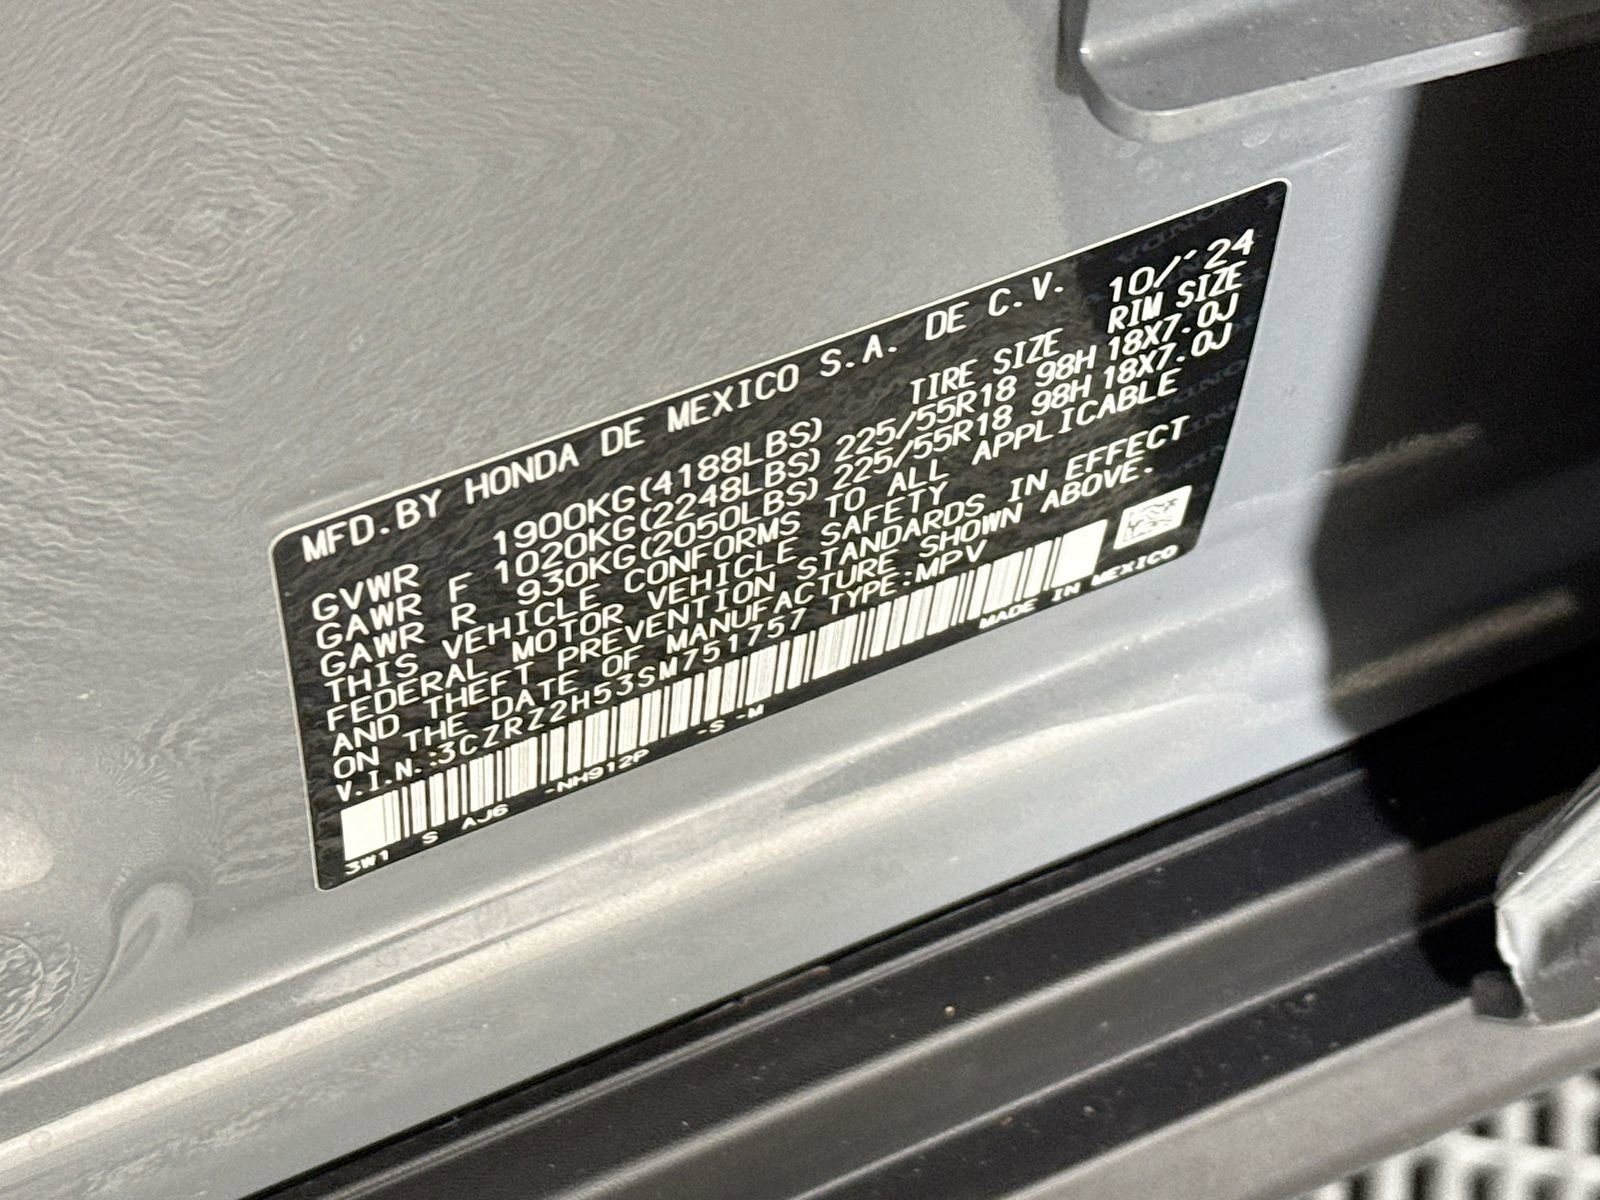 MFD.BY HONDA DE MEXICO S.A. DE C.V. 10/'24
TIRE SIZE RIM SIZE
GVWR 1900KG(4188LBS)
GAWR F 1020KG(2248LBS) 225/55R18 98H 18X7.0J
GAWR R 930KG(2050LBS) 225/55R18 98H 18X7.0J
THIS VEHICLE CONFORMS TO ALL APPLICABLE
FEDERAL MOTOR VEHICLE SAFETY
AND THEFT PREVENTION STANDARDS IN EFFECT
ON THE DATE OF MANUFACTURE SHOWN ABOVE.
V.I.N.:3CZRZ2H53SM751757 TYPE:MPV
3W1 S AJ6 -NH912P -S -M MADE IN MEXICO